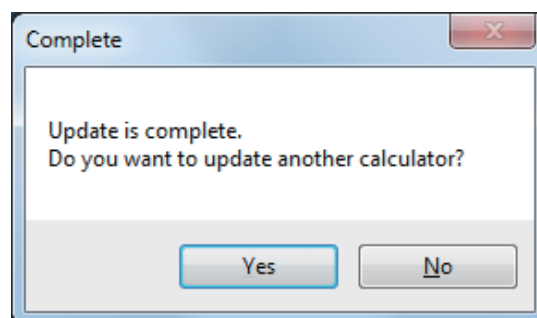 Complete
Update is complete.
Do you want to update another calculator?
Yes
No